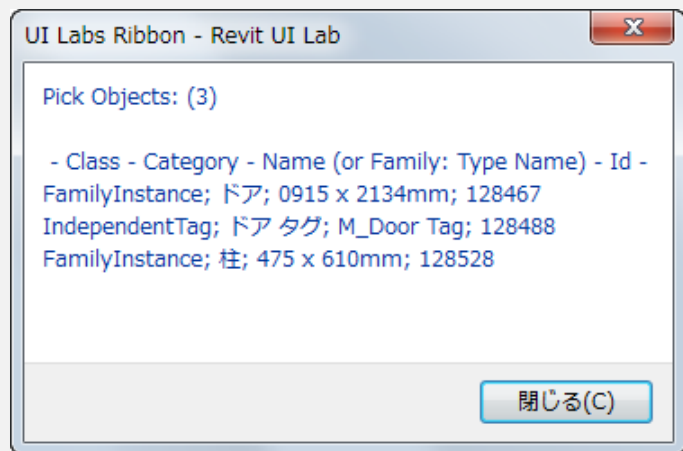 UI Labs Ribbon - Revit UI Lab
Pick Objects: (3)
- Class - Category - Name (or Family: Type Name) - Id -
FamilyInstance; ドア; 0915 x 2134mm; 128467
IndependentTag; ドア タグ; M_Door Tag; 128488
FamilyInstance; 柱; 475 x 610mm; 128528
閉じる(C)